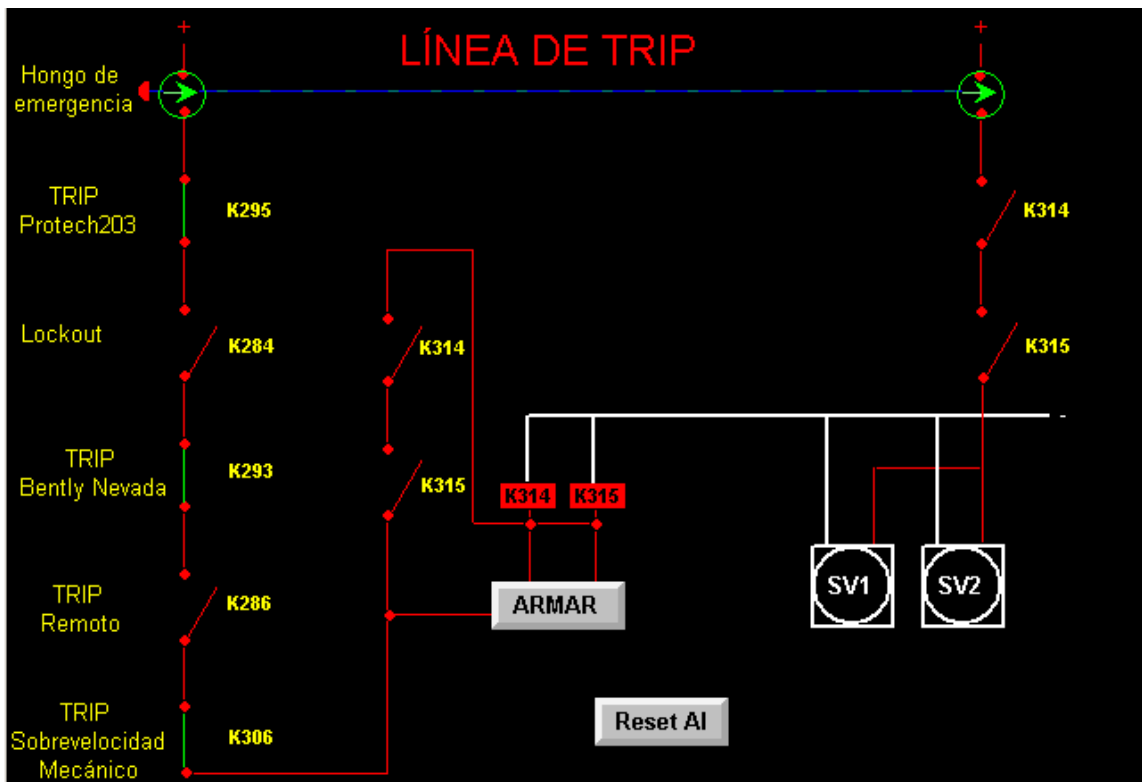 +
+
LÍNEA DE TRIP
Hongo de
emergencia
TRIP
Protech203
K295
K314
Lockout
K284
K314
K315
TRIP
Bently Nevada
K293
K315
K314
K315
-
TRIP
Remoto
K286
ARMAR
SV1
SV2
TRIP
Sobrevelocidad
Mecánico
K306
Reset AI